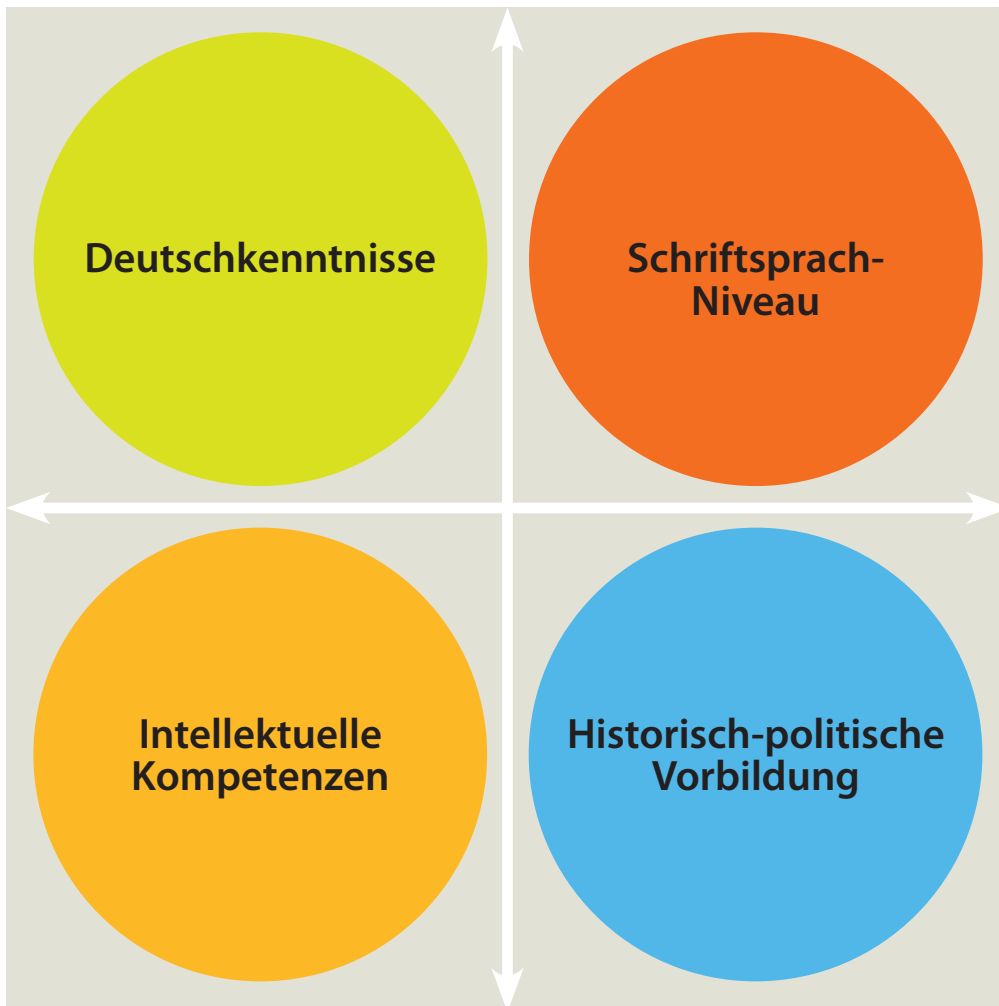 Deutschkenntnisse
Schriftsprach-
Niveau
Intellektuelle
Kompetenzen
Historisch-politische
Vorbildung